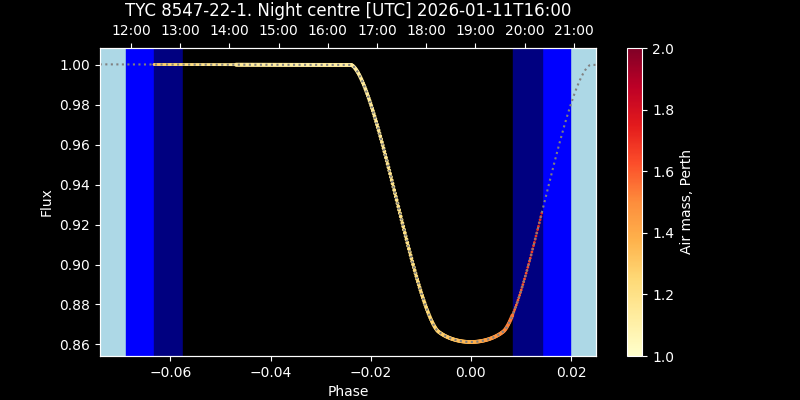 TYC 8547-22-1. Night centre [UTC] 2026-01-11T16:00
12:00 13:00 14:00 15:00 16:00 17:00 18:00 19:00 20:00 21:00
1.00
0.98
0.96
0.94
0.92
0.90
0.88
0.86
Flux
−0.06 −0.04 −0.02 0.00 0.02
Phase
2.0
1.8
1.6
1.4
1.2
1.0
Air mass, Perth